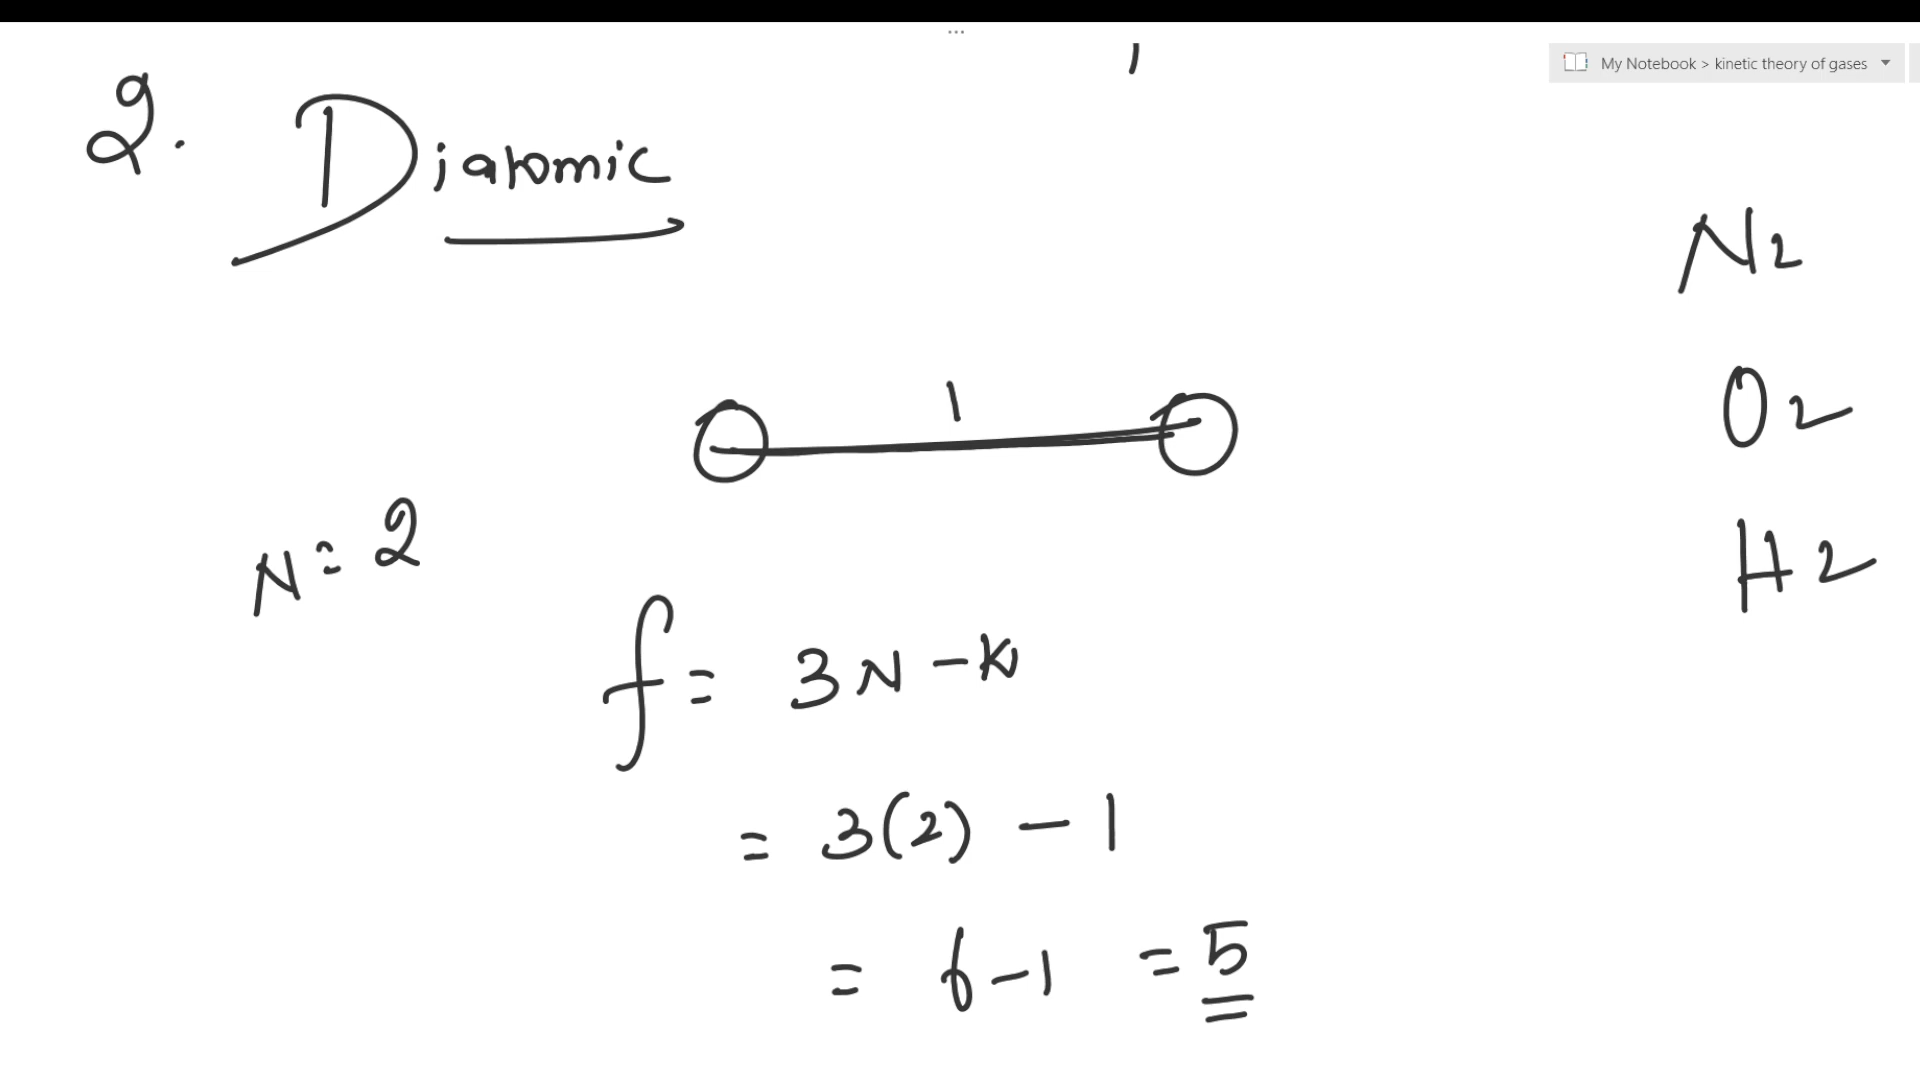 My Notebook > kinetic theory of gases
2. Diatomic
N2
1
O2
N = 2
H2
f = 3N - K
= 3(2) - 1
= 6 - 1 = 5